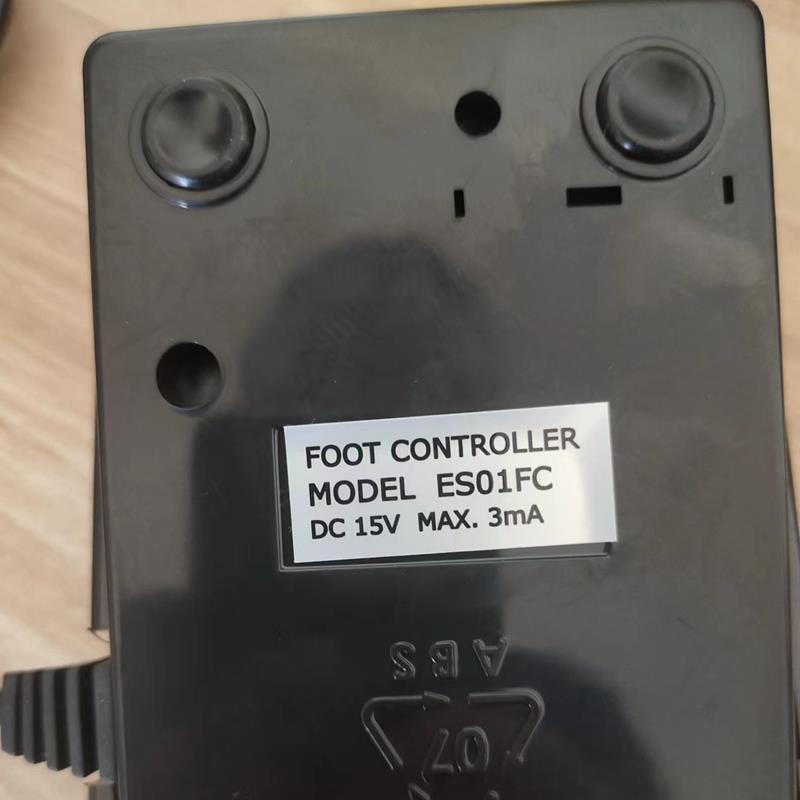 FOOT CONTROLLER
MODEL ES01FC
DC 15V MAX. 3mA
ABS
07